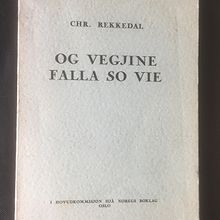 CHR. REKKEDAL
OG VEGJINE
FALLA SO VIE
I HOVUDKOMMISJON HJÅ NOREGS BOKLAG
OSLO